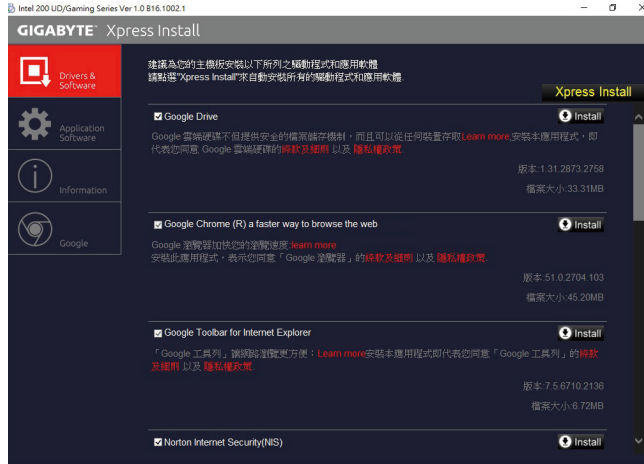 Intel 200 UD/Gaming Series Ver 1.0 B16.1002.1
GIGABYTE™ Xpress Install
Drivers &
Software
Application
Software
Information
Google
建議為您的主機板安裝以下所列之驅動程式和應用軟體
請點選"Xpress Install"來自動安裝所有的驅動程式和應用軟體.
Xpress Install
Google Drive
Install
Google 雲端硬碟不但提供安全的檔案儲存機制，而且可以從任何裝置存取Learn more,安裝本應用程式，即
代表您同意 Google 雲端硬碟的條款及細則 以及 隱私權政策.
版本:1.31.2873.2758
檔案大小:33.31MB
Google Chrome (R) a faster way to browse the web
Install
Google 瀏覽器加快您的瀏覽速度:learn more
安裝此應用程式，表示您同意「Google 瀏覽器」的條款及細則 以及 隱私權政策.
版本:51.0.2704.103
檔案大小:45.20MB
Google Toolbar for Internet Explorer
Install
「Google 工具列」讓網路瀏覽更方便：Learn more安裝本應用程式即代表您同意「Google 工具列」的條款
及細則 以及 隱私權政策.
版本:7.5.6710.2136
檔案大小:6.72MB
Norton Internet Security(NIS)
Install